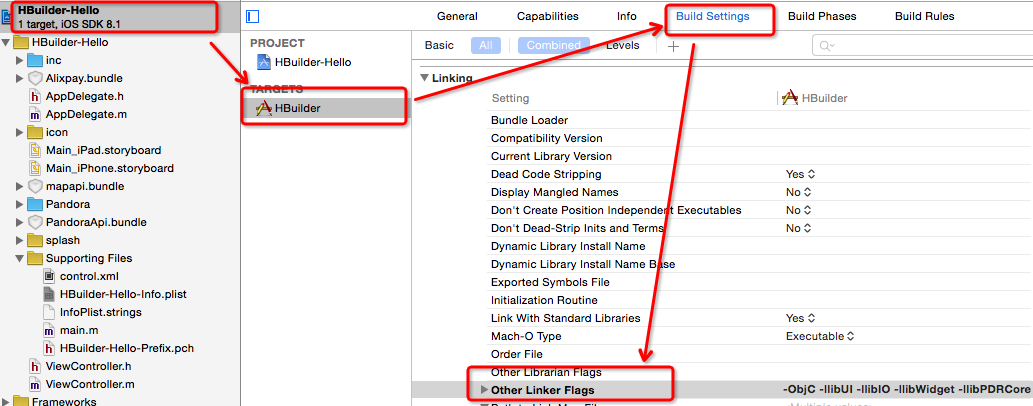 HBuilder-Hello
1 target, iOS SDK 8.1
HBuilder-Hello
inc
Alixpay.bundle
AppDelegate.h
AppDelegate.m
icon
Main_iPad.storyboard
Main_iPhone.storyboard
mapapi.bundle
Pandora
PandoraApi.bundle
splash
Supporting Files
control.xml
HBuilder-Hello-Info.plist
InfoPlist.strings
main.m
HBuilder-Hello-Prefix.pch
ViewController.h
ViewController.m
Frameworks
PROJECT
HBuilder-Hello
TARGETS
HBuilder
General Capabilities Info Build Settings Build Phases Build Rules
Basic All Combined Levels +
Linking
Setting HBuilder
Bundle Loader
Compatibility Version
Current Library Version
Dead Code Stripping Yes
Display Mangled Names No
Don't Create Position Independent Executables No
Don't Dead-Strip Inits and Terms No
Dynamic Library Install Name
Dynamic Library Install Name Base
Exported Symbols File
Initialization Routine
Link With Standard Libraries Yes
Mach-O Type Executable
Order File
Other Librarian Flags
Other Linker Flags -ObjC -llibUI -llibIO -llibWidget -llibPDRCore